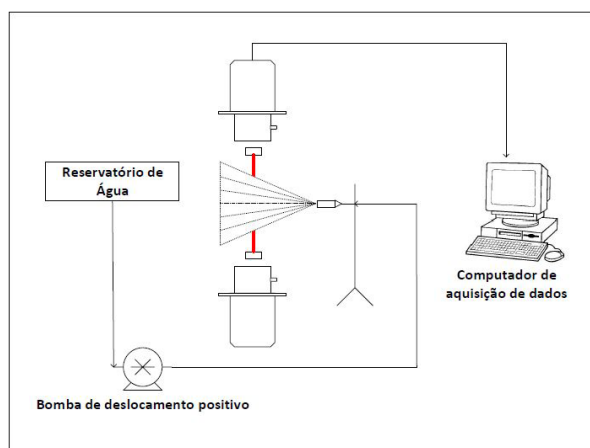 Reservatório de
Água
Computador de
aquisição de dados
Bomba de deslocamento positivo